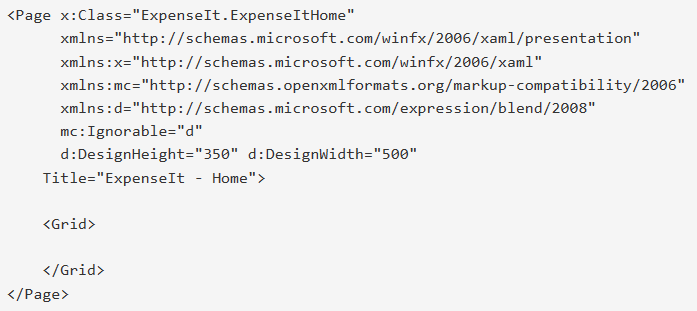 <Page x:Class="ExpenseIt.ExpenseItHome"
      xmlns="http://schemas.microsoft.com/winfx/2006/xaml/presentation"
      xmlns:x="http://schemas.microsoft.com/winfx/2006/xaml"
      xmlns:mc="http://schemas.openxmlformats.org/markup-compatibility/2006"
      xmlns:d="http://schemas.microsoft.com/expression/blend/2008"
      mc:Ignorable="d"
      d:DesignHeight="350" d:DesignWidth="500"
    Title="ExpenseIt - Home">

    <Grid>

    </Grid>
</Page>